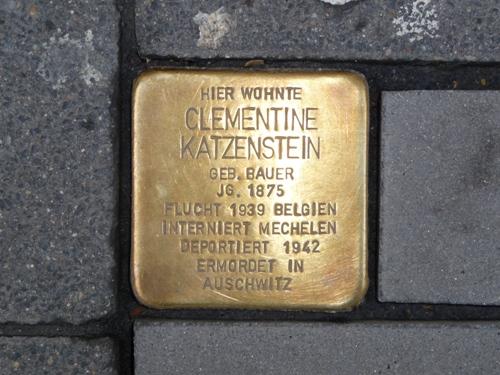 HIER WOHNTE
CLEMENTINE
KATZENSTEIN
GEB. BAUER
JG. 1875
FLUCHT 1939 BELGIEN
INTERNIERT MECHELEN
DEPORTIERT 1942
ERMORDET IN
AUSCHWITZ